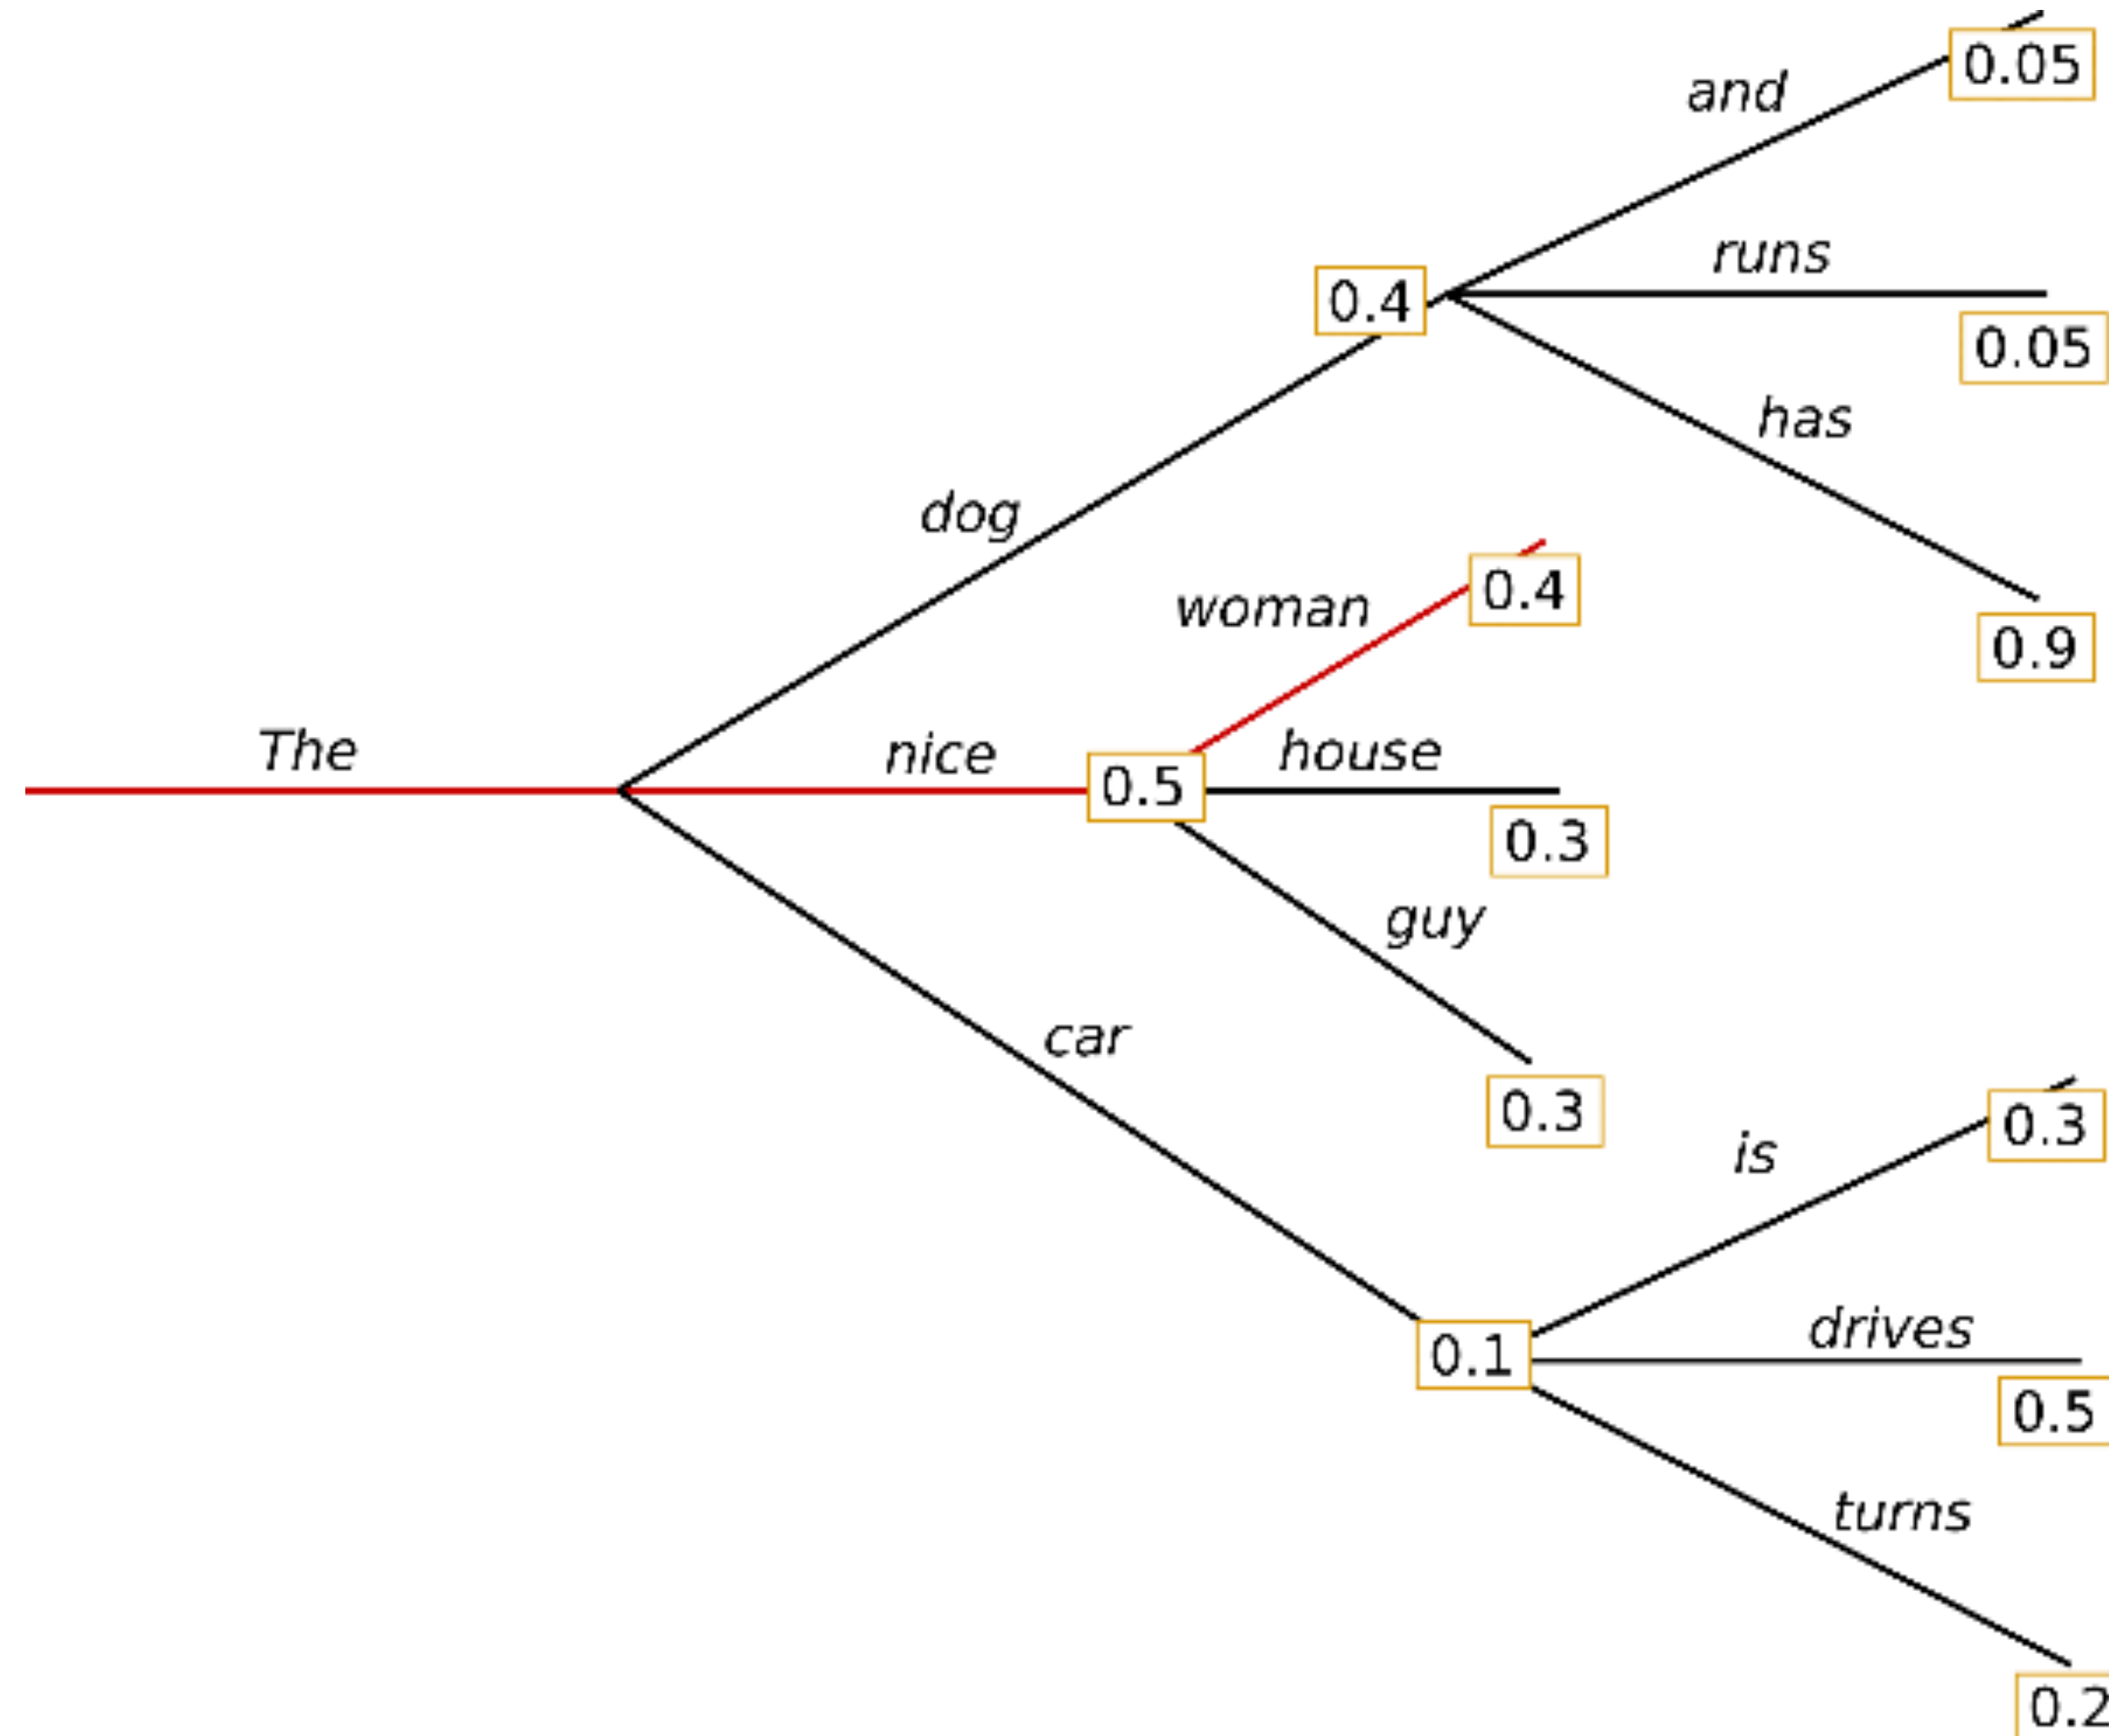 and
0.05
runs
0.4
0.05
has
dog
woman
0.4
0.9
The
nice
house
0.5
0.3
guy
car
0.3
is
0.3
drives
0.1
0.5
turns
0.2